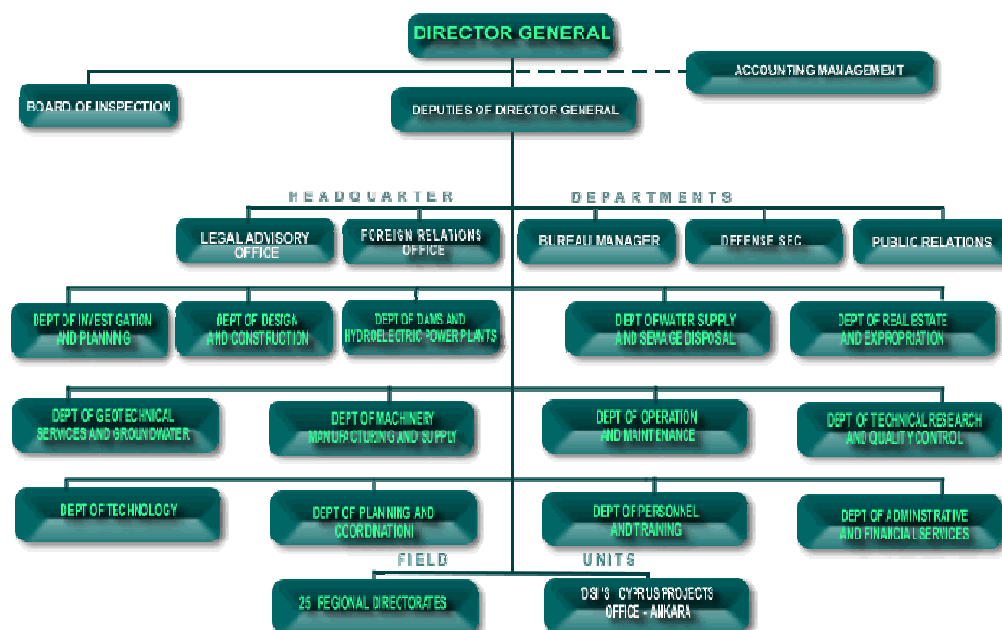 DIRECTOR GENERAL
ACCOUNTING MANAGEMENT
BOARD OF INSPECTION
DEPUTIES OF DIRECTOR GENERAL
HEADQUARTER DEPARTMENTS
LEGAL ADVISORY
OFFICE
FOREIGN RELATIONS
OFFICE
BUREAU MANAGER
DEFENSE SEC.
PUBLIC RELATIONS
DEPT OF INVESTIGATION
AND PLANNING
DEPT OF DESIGN
AND CONSTRUCTION
DEPT OF DAMS AND
HYDROELECTRIC POWER PLANTS
DEPT OF WATER SUPPLY
AND SEWAGE DISPOSAL
DEPT OF REAL ESTATE
AND EXPROPRIATION
DEPT OF GEOTECHNICAL
SERVICES AND GROUNDWATER
DEPT OF MACHINERY
MANUFACTURING AND SUPPLY
DEPT OF OPERATION
AND MAINTENANCE
DEPT OF TECHNICAL RESEARCH
AND QUALITY CONTROL
DEPT OF TECHNOLOGY
DEPT OF PLANNING AND
COORDINATIONI
DEPT OF PERSONNEL
AND TRAINING
DEPT OF ADMINISTRATIVE
AND FINANCIAL SERVICES
FIELD UNITS
25 REGIONAL DIRECTORATES
DSI'S CYPRUS PROJECTS
OFFICE - ANKARA